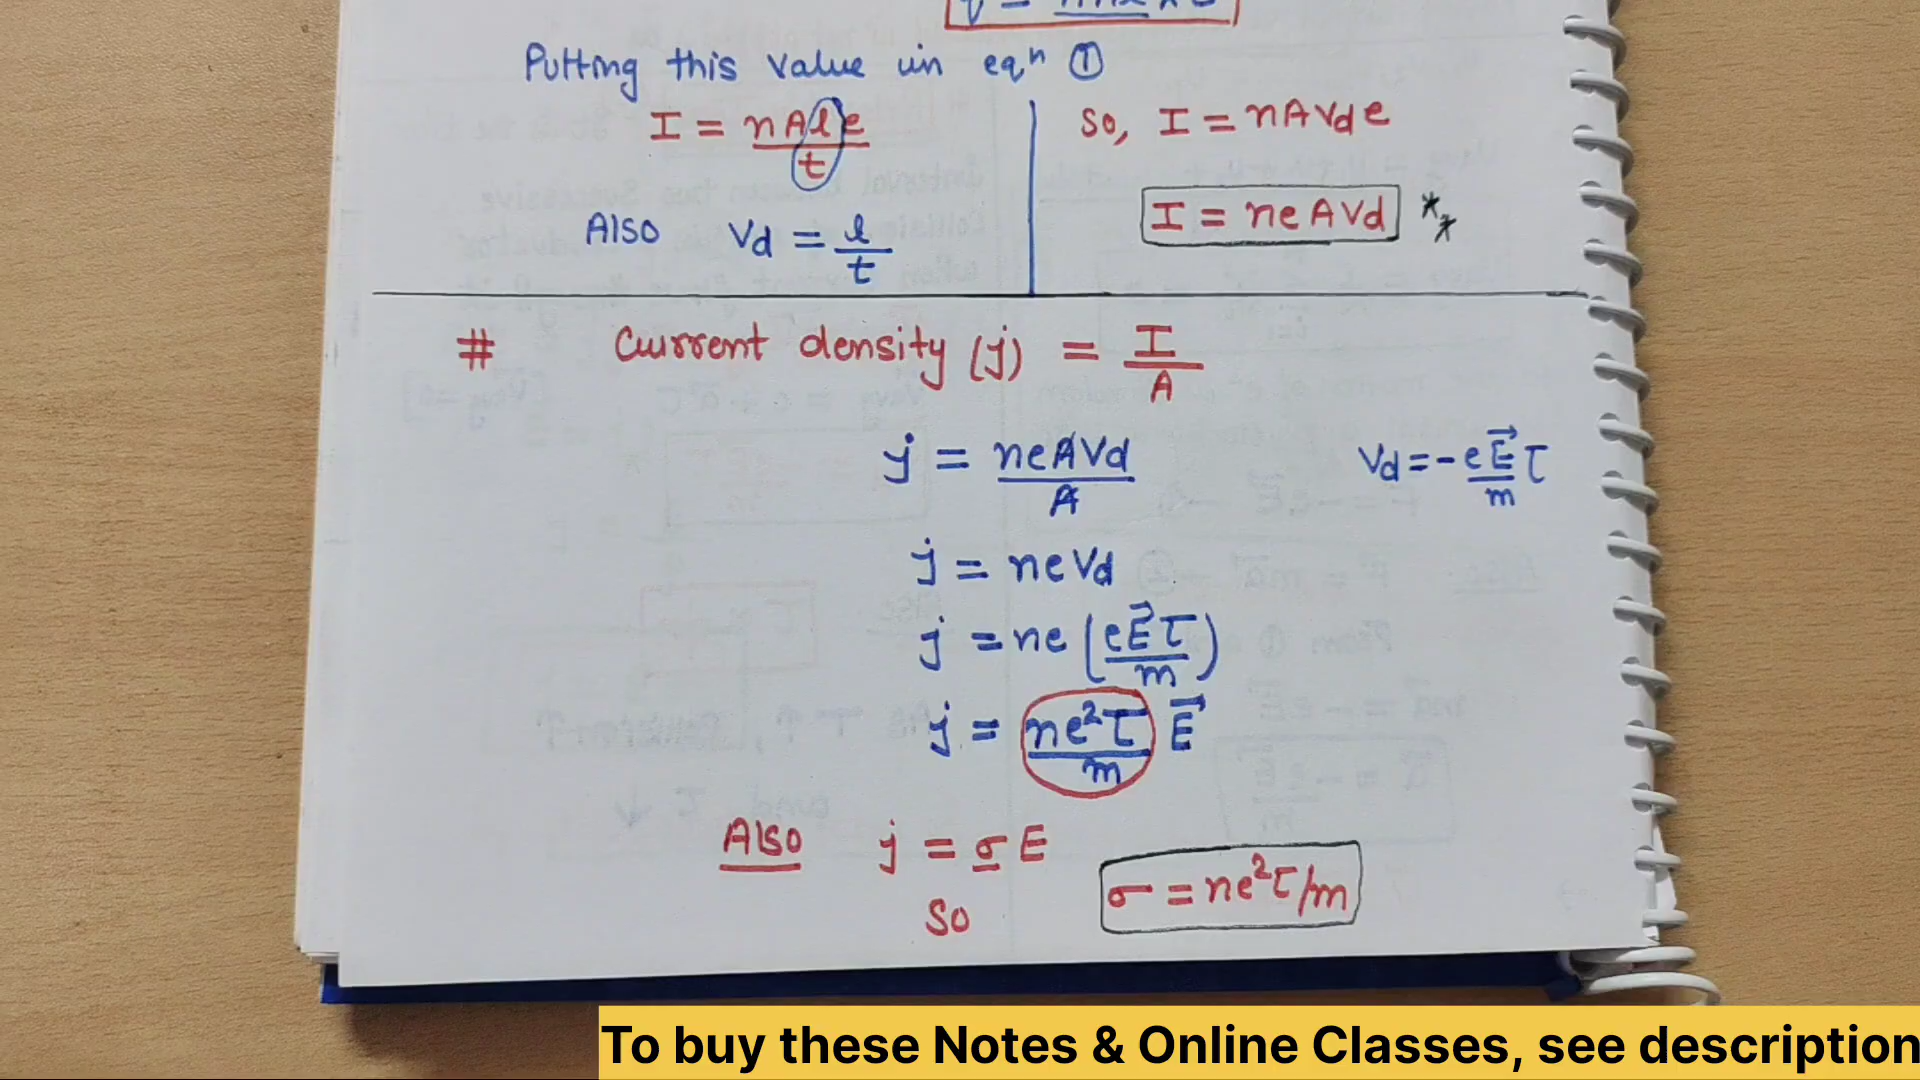 Putting this value in eqn ①
I = nAle/t
Also Vd = l/t
So, I = nAVde
I = neAVd **
# Current density (j) = I/A
j = neAVd/A
Vd = -eE⃗/m τ
j = neVd
j = ne (eE⃗τ/m)
j = ne²τ/m E⃗
Also j = σE
So σ = ne²τ/m
To buy these Notes & Online Classes, see description